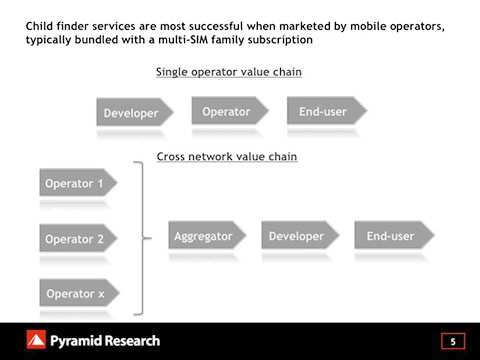 Child finder services are most successful when marketed by mobile operators,
typically bundled with a multi-SIM family subscription
Single operator value chain
Developer
Operator
End-user
Cross network value chain
Operator 1
Operator 2
Operator x
Aggregator
Developer
End-user
Pyramid Research
5